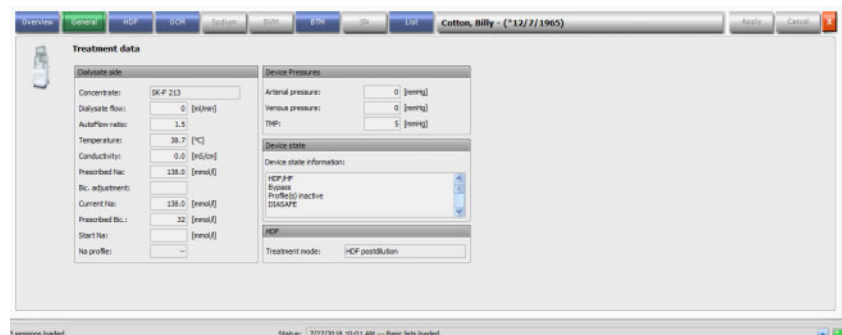 Overview General HDF OCM Sodium BVM BTM SN List Cotton, Billy - (*12/7/1965) Apply Cancel X
Treatment data
Dialysate side
Concentrate: SK-F 213
Dialysate flow: 0 [ml/min]
AutoFlow ratio: 1.5
Temperature: 38.7 [°C]
Conductivity: 0.0 [mS/cm]
Prescribed Na: 138.0 [mmol/l]
Bic. adjustment:
Current Na: 138.0 [mmol/l]
Prescribed Bic.: 32 [mmol/l]
Start Na: [mmol/l]
Na profile: --
Device Pressures
Arterial pressure: 0 [mmHg]
Venous pressure: 0 [mmHg]
TMP: 5 [mmHg]
Device state
Device state information:
HDF/HF
Bypass
Profile(s) inactive
DIASAFE
HDF
Treatment mode: HDF postdilution
sessions loaded Status: 7/27/2018 10:01 AM --- Basic lists loaded